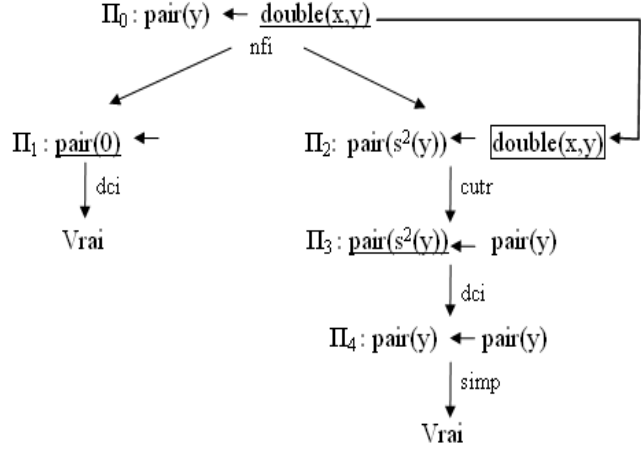 Π₀ : pair(y) ← double(x,y)
nfi
Π₁ : pair(0) ← Π₂: pair(s²(y)) ← double(x,y)
dci cutr
Vrai Π₃ : pair(s²(y)) ← pair(y)
dci
Π₄ : pair(y) ← pair(y)
simp
Vrai